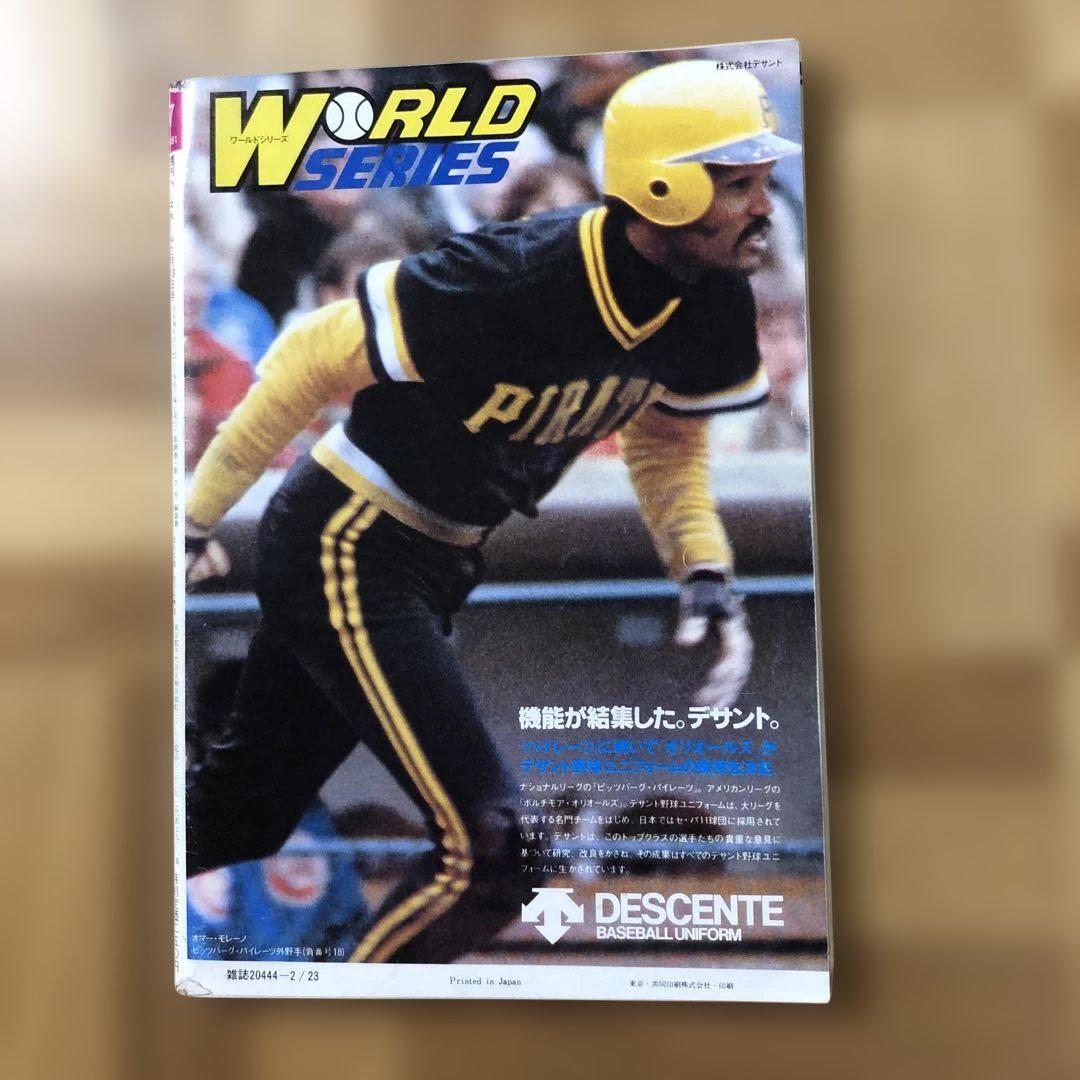 株式会社デサント
WORLD
ワールドシリーズ
SERIES
PIRATE
機能が結集した。デサント。
「パイレーツ」に続いて「オリオールズ」が
デサント野球ユニフォームの採用を決定
ナショナルリーグの「ピッツバーグ・パイレーツ」。アメリカンリーグの
「ボルチモア・オリオールズ」。デサント野球ユニフォームは、大リーグを
代表する名門チームをはじめ、日本ではセ・パ11球団に採用されて
います。デサントは、このトップクラスの選手たちの貴重な意見に
基づいて研究、改良をかさね、その成果はすべてのデサント野球ユニ
フォームに生かされています。
DESCENTE
BASEBALL UNIFORM
オマー・モレーノ
ピッツバーグ・パイレーツ外野手(背番号18)
雑誌20444-2/23
Printed in Japan
東京・共同印刷株式会社・印刷